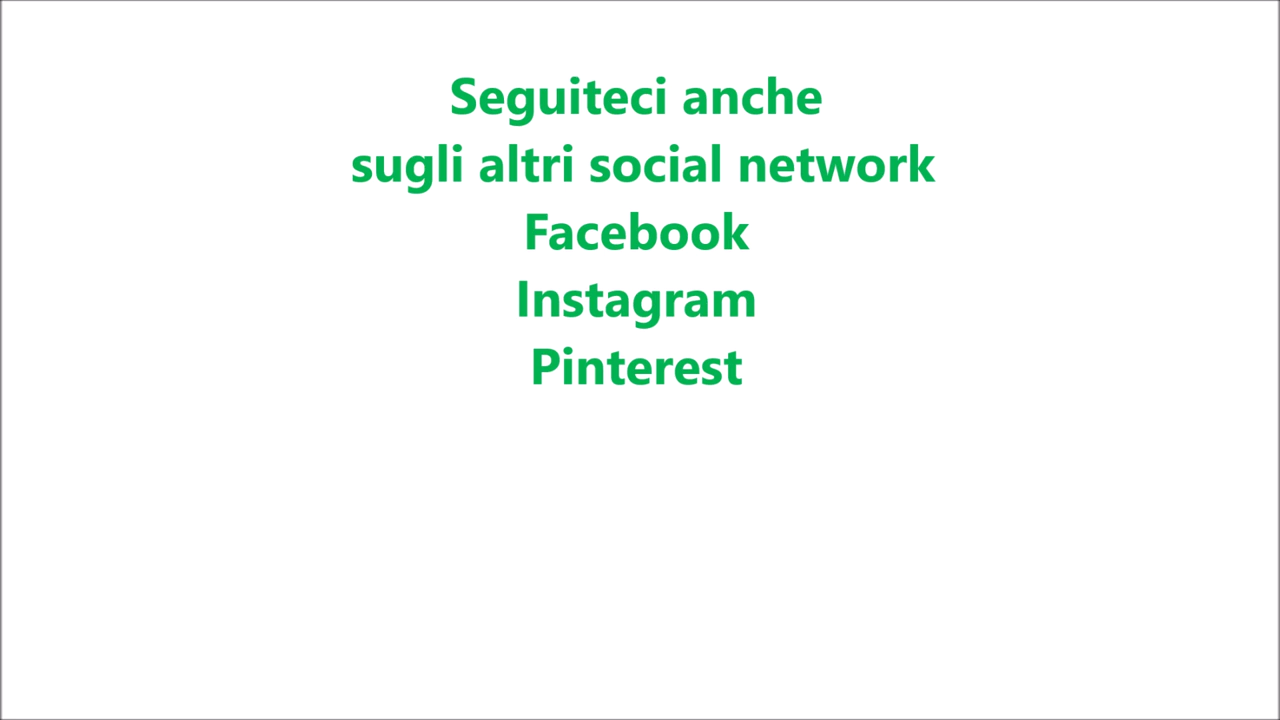 Seguiteci anche
sugli altri social network
Facebook
Instagram
Pinterest